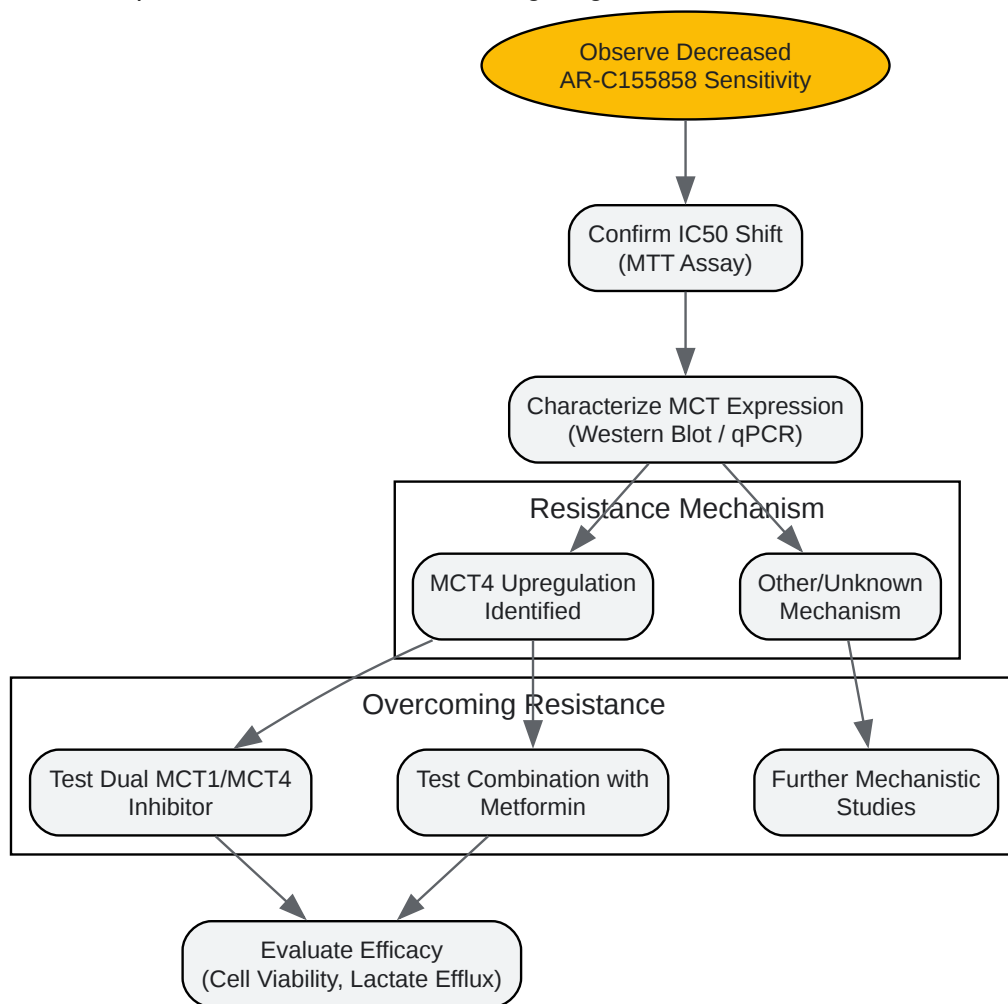 Observe Decreased
AR-C155858 Sensitivity
Confirm IC50 Shift
(MTT Assay)
Characterize MCT Expression
(Western Blot / qPCR)
Resistance Mechanism
MCT4 Upregulation
Identified
Other/Unknown
Mechanism
Overcoming Resistance
Test Dual MCT1/MCT4
Inhibitor
Test Combination with
Metformin
Further Mechanistic
Studies
Evaluate Efficacy
(Cell Viability, Lactate Efflux)